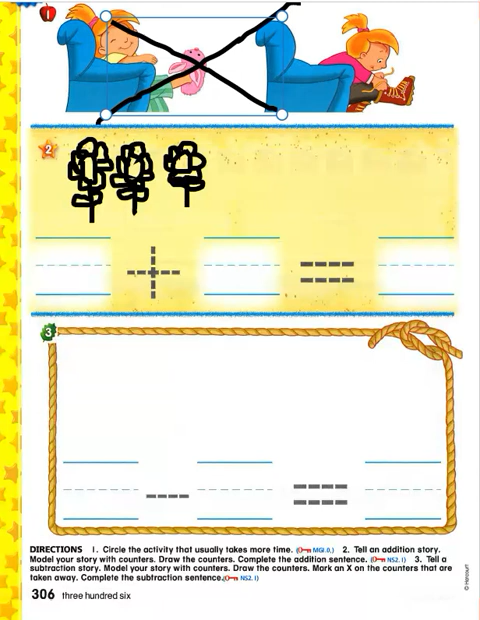 1
2
+ =
3
- =
DIRECTIONS 1. Circle the activity that usually takes more time. (MG1.0,) 2. Tell an addition story.
Model your story with counters. Draw the counters. Complete the addition sentence. (NS2.1) 3. Tell a
subtraction story. Model your story with counters. Draw the counters. Mark an X on the counters that are
taken away. Complete the subtraction sentence.(NS2.1)
306 three hundred six
© Harcourt